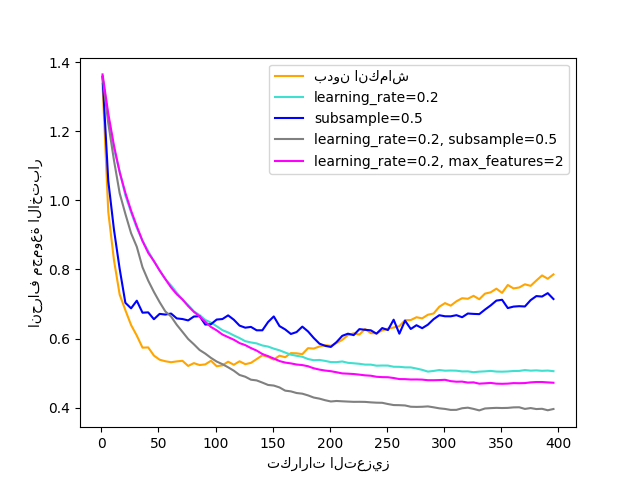 1.4
1.2
1.0
0.8
0.6
0.4
انحراف مجموعة الاختبار
بدون انكماش
learning_rate=0.2
subsample=0.5
learning_rate=0.2, subsample=0.5
learning_rate=0.2, max_features=2
0 50 100 150 200 250 300 350 400
تكرارات التعزيز